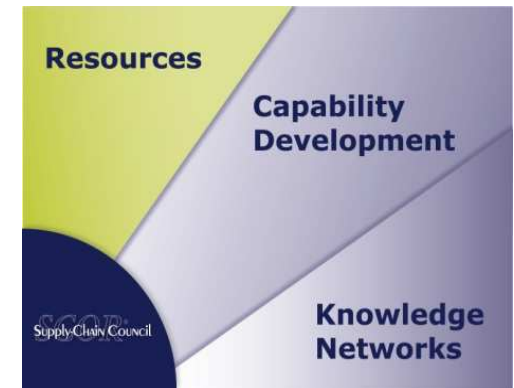 Resources
Capability
Development
SCOR
Supply-Chain Council
Knowledge
Networks